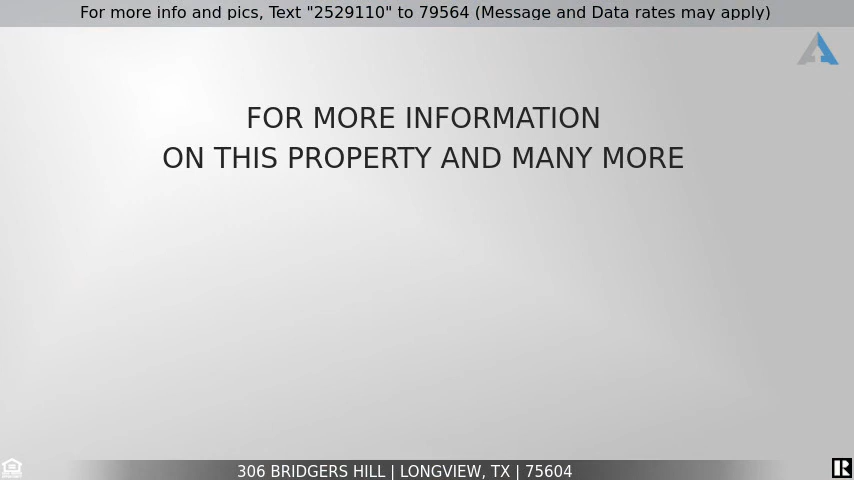 For more info and pics, Text "2529110" to 79564 (Message and Data rates may apply)
FOR MORE INFORMATION
ON THIS PROPERTY AND MANY MORE
306 BRIDGERS HILL | LONGVIEW, TX | 75604